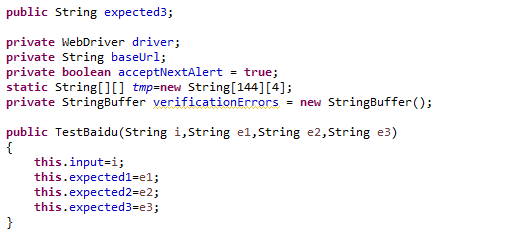 public String expected3;
private WebDriver driver;
private String baseUrl;
private boolean acceptNextAlert = true;
static String[][] tmp=new String[144][4];
private StringBuffer verificationErrors = new StringBuffer();
public TestBaidu(String i,String e1,String e2,String e3)
{
    this.input=i;
    this.expected1=e1;
    this.expected2=e2;
    this.expected3=e3;
}